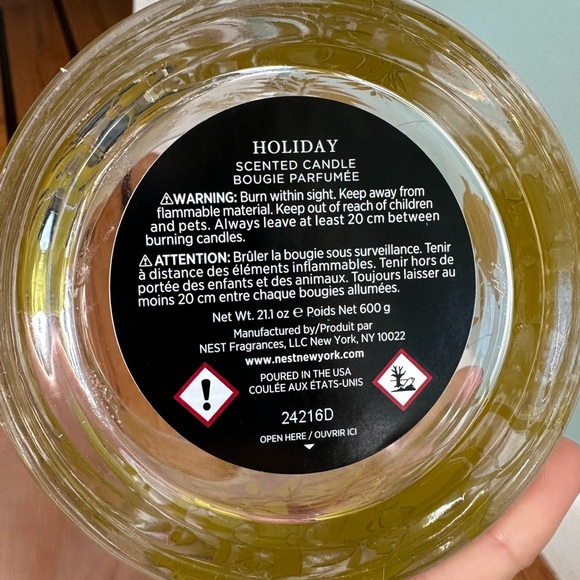 HOLIDAY
SCENTED CANDLE
BOUGIE PARFUMÉE
⚠WARNING: Burn within sight. Keep away from
flammable material. Keep out of reach of children
and pets. Always leave at least 20 cm between
burning candles.
⚠ ATTENTION: Brûler la bougie sous surveillance. Tenir
à distance des éléments inflammables. Tenir hors de
portée des enfants et des animaux. Toujours laisser au
moins 20 cm entre chaque bougies allumées.
Net Wt. 21.1 oz ℮ Poids Net 600 g
Manufactured by/Produit par
NEST Fragrances, LLC New York, NY 10022
www.nestnewyork.com
POURED IN THE USA
COULÉE AUX ÉTATS-UNIS
24216D
OPEN HERE / OUVRIR ICI